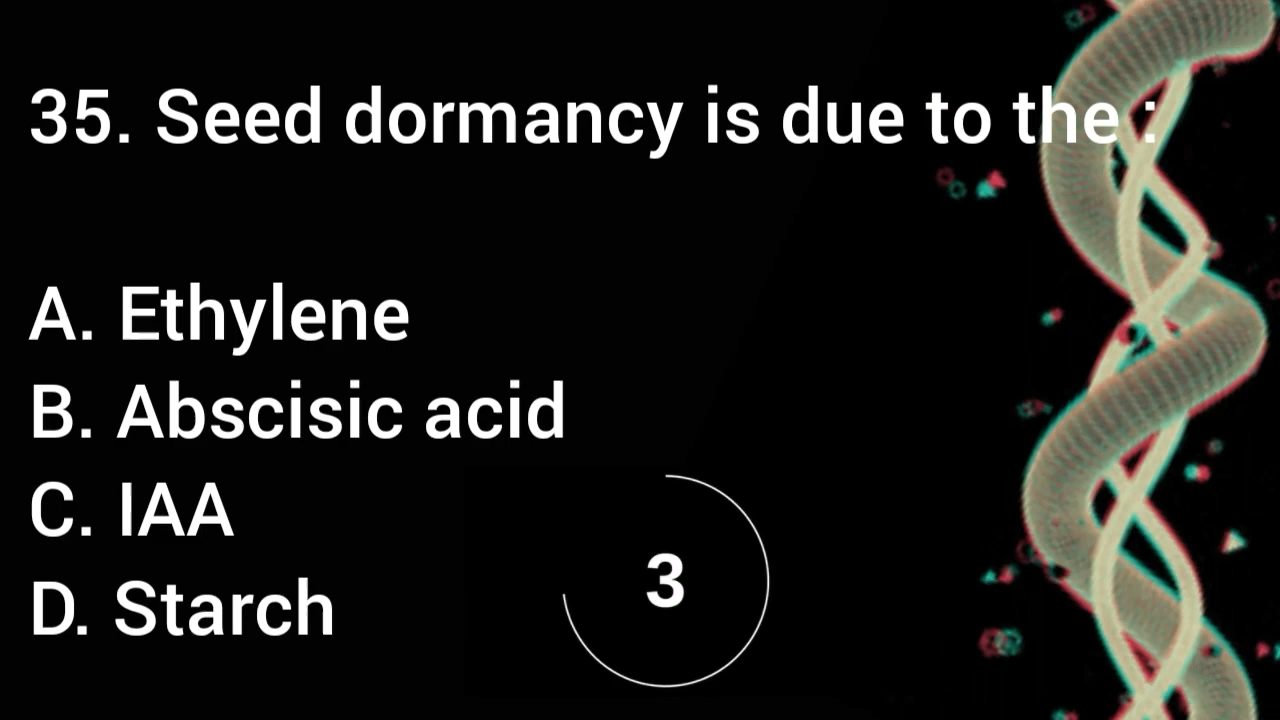 35. Seed dormancy is due to the :
A. Ethylene
B. Abscisic acid
C. IAA
D. Starch
3